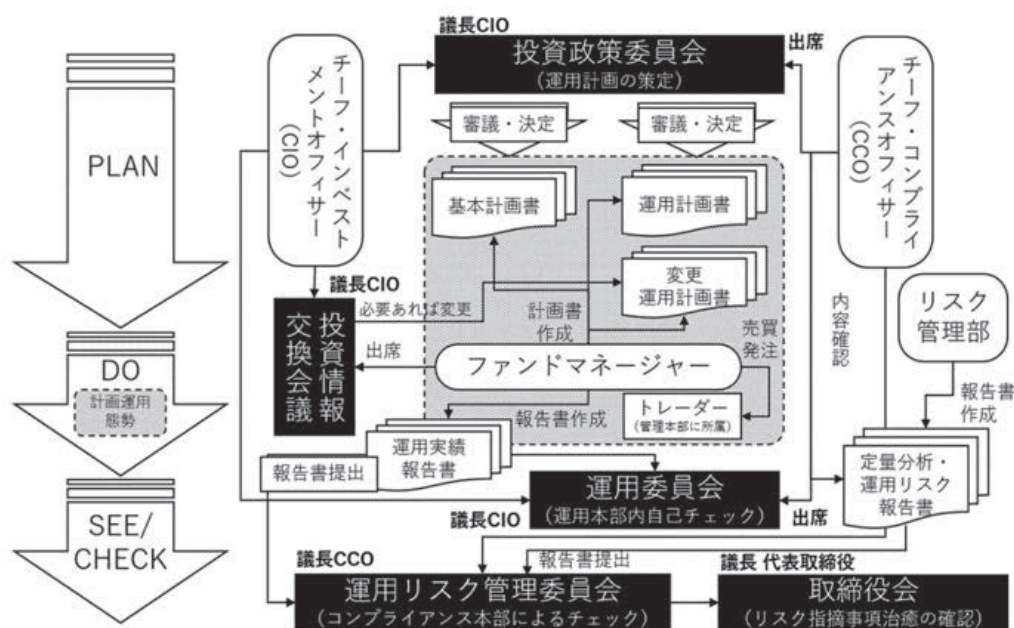 PLAN
DO
計画運用
態勢
SEE/
CHECK
チーフ・インベスト
メントオフィサー
(CIO)
議長CIO
投資政策委員会
(運用計画の策定)
出席
チーフ・コンプライ
アンスオフィサー
(CCO)
審議・決定
審議・決定
基本計画書
運用計画書
変更
運用計画書
議長CIO
投資情報
交換会議
必要あれば変更
出席
計画書
作成
売買
発注
ファンドマネージャー
報告書作成
トレーダー
(管理本部に所属)
内容確認
リスク
管理部
報告書
作成
運用実績
報告書
報告書提出
定量分析・
運用リスク
報告書
運用委員会
(運用本部内自己チェック)
議長CIO
出席
議長CCO
報告書提出
運用リスク管理委員会
(コンプライアンス本部によるチェック)
議長 代表取締役
取締役会
(リスク指摘事項治癒の確認)